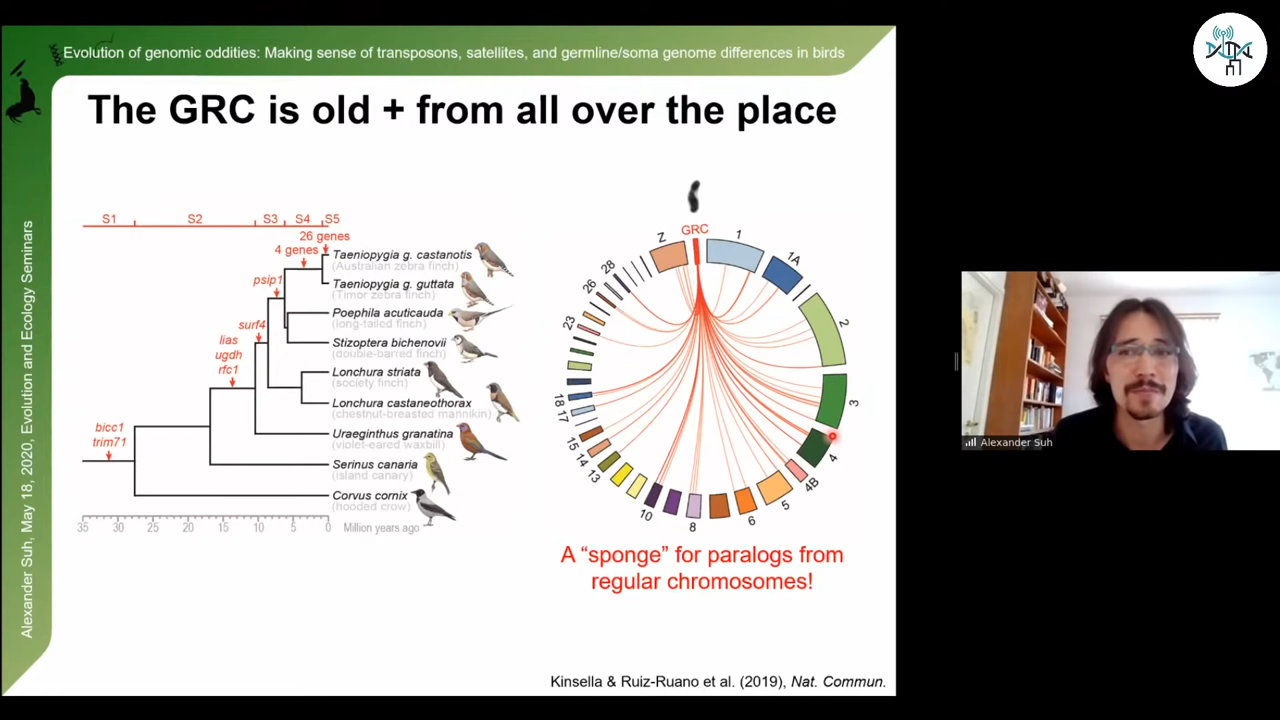 Evolution of genomic oddities: Making sense of transposons, satellites, and germline/soma genome differences in birds
The GRC is old + from all over the place
Alexander Suh, May 18, 2020, Evolution and Ecology Seminars
S1
S2
S3
S4
S5
26 genes
4 genes
psip1
surf4
lias
ugdh
rfc1
bicc1
trim71
Taeniopygia g. castanotis
(Australian zebra finch)
Taeniopygia g. guttata
(Timor zebra finch)
Poephila acuticauda
(long-tailed finch)
Stizoptera bichenovii
(double-barred finch)
Lonchura striata
(society finch)
Lonchura castaneothorax
(chestnut-breasted mannikin)
Uraeginthus granatina
(violet-eared waxbill)
Serinus canaria
(island canary)
Corvus cornix
(hooded crow)
35 30 25 20 15 10 5 0 Million years ago
GRC
1
1A
2
3
4
4B
5
6
8
10
13
14
15
17
18
23
26
28
Z
A “sponge” for paralogs from
regular chromosomes!
Kinsella & Ruiz-Ruano et al. (2019), Nat. Commun.
Alexander Suh